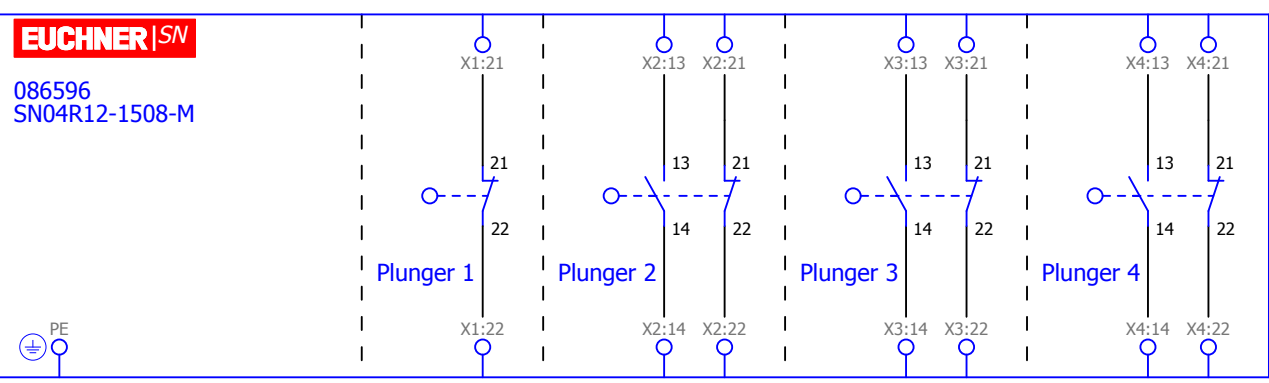 EUCHNER|SN
086596
SN04R12-1508-M
X1:21
X2:13 X2:21
X3:13 X3:21
X4:13 X4:21
21
13 21
13 21
13 21
22
14 22
14 22
14 22
Plunger 1
Plunger 2
Plunger 3
Plunger 4
PE
X1:22
X2:14 X2:22
X3:14 X3:22
X4:14 X4:22